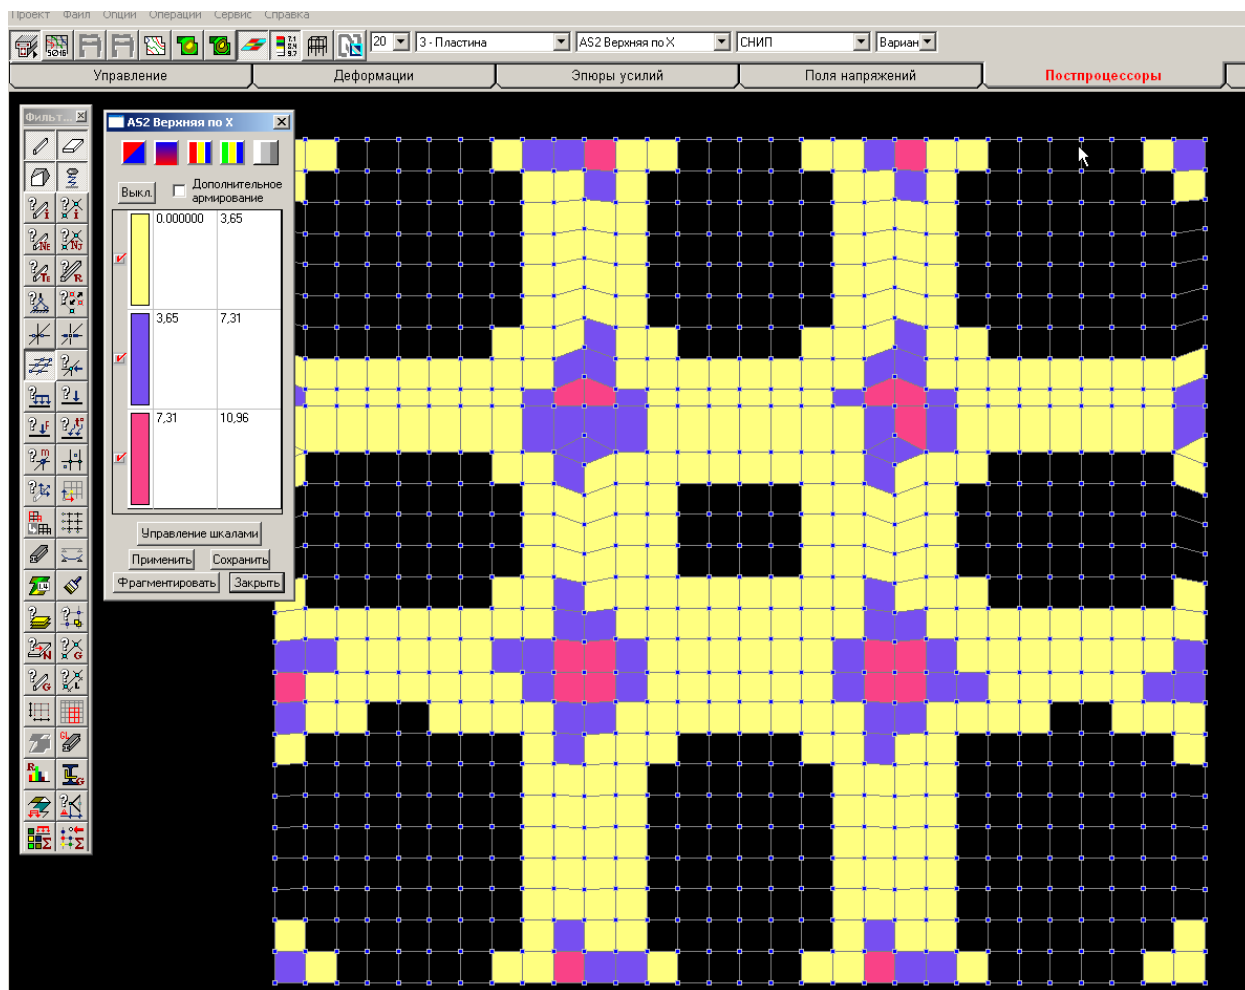 Проект Файл Опции Операции Сервис Справка
20 3 - Пластина AS2 Верхняя по X СНИП Вариан
Управление Деформации Эпюры усилий Поля напряжений Постпроцессоры
Фильт...
AS2 Верхняя по X
Выкл. Дополнительное
армирование
0.000000 3,65
3,65 7,31
7,31 10,96
Управление шкалами
Применить Сохранить
Фрагментировать Закрыть